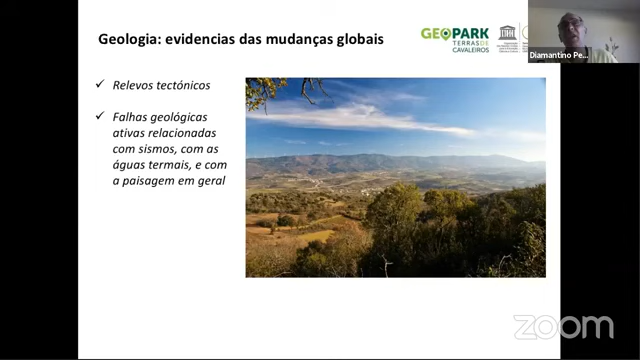 Geologia: evidencias das mudanças globais
GEOPARK
TERRAS DE
CAVALEIROS
Diamantino Pe...
✓ Relevos tectónicos
✓ Falhas geológicas
ativas relacionadas
com sismos, com as
águas termais, e com
a paisagem em geral
zoom